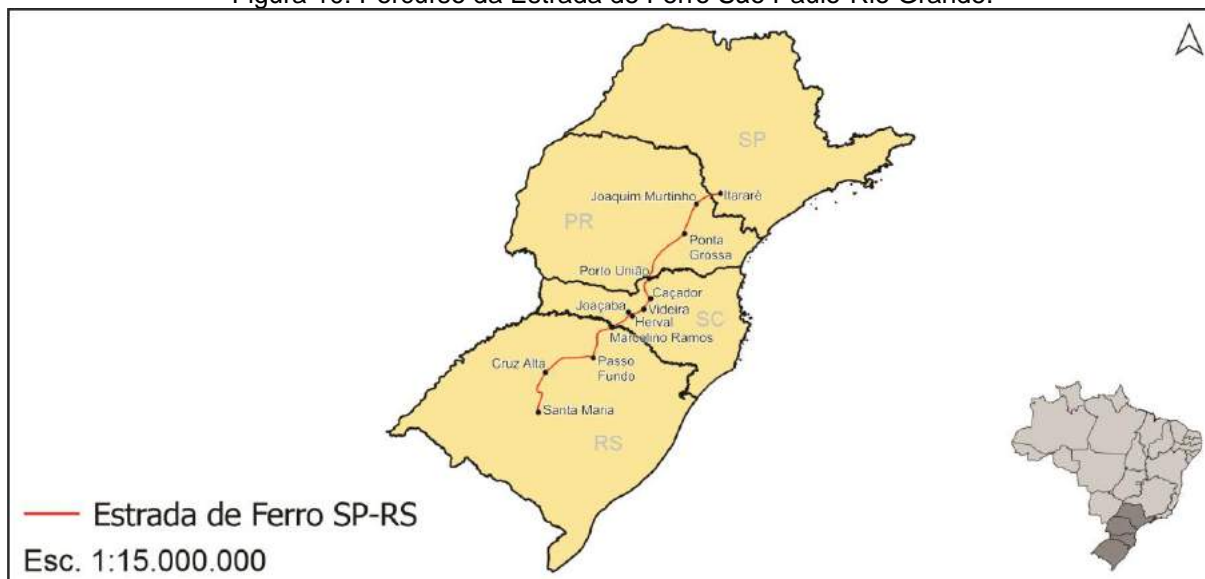 Figura 10: Percurso da Estrada de Ferro São Paulo-Rio Grande.
SP
Joaquim Murtinho
Itararé
PR
Ponta
Grossa
Porto União
Caçador
Joaçaba
Videira
SC
Herval
Marcelino Ramos
Cruz Alta
Passo
Fundo
Santa Maria
RS
Estrada de Ferro SP-RS
Esc. 1:15.000.000